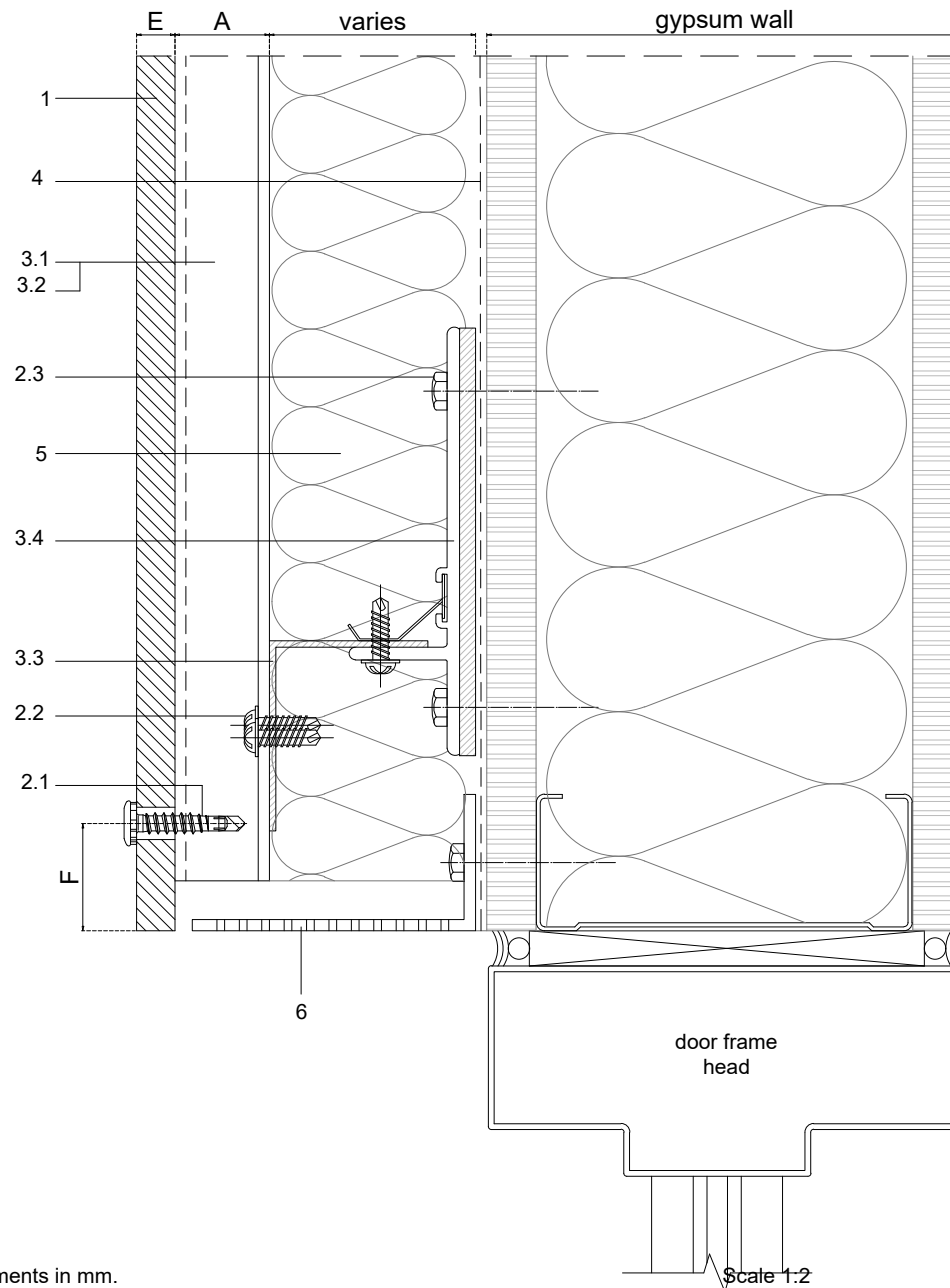 E
A
varies
gypsum wall
1
4
3.1
3.2
2.3
5
3.4
3.3
2.2
2.1
F
6
door frame
head
ments in mm.
Scale 1:2